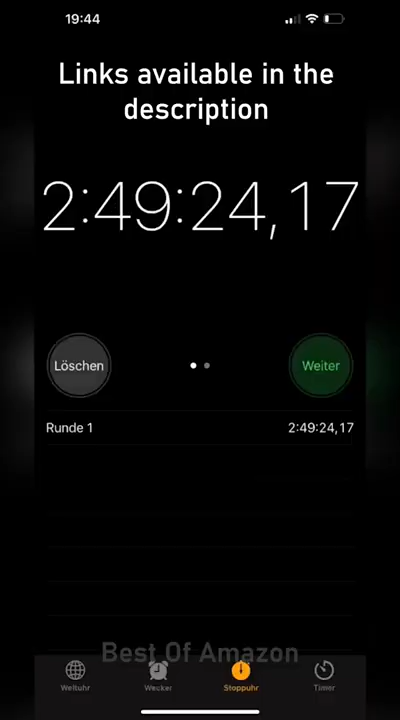 19:44
Links available in the
description
2:49:24,17
Löschen
Weiter
Runde 1
2:49:24,17
Best Of Amazon
Weltuhr
Wecker
Stoppuhr
Timer